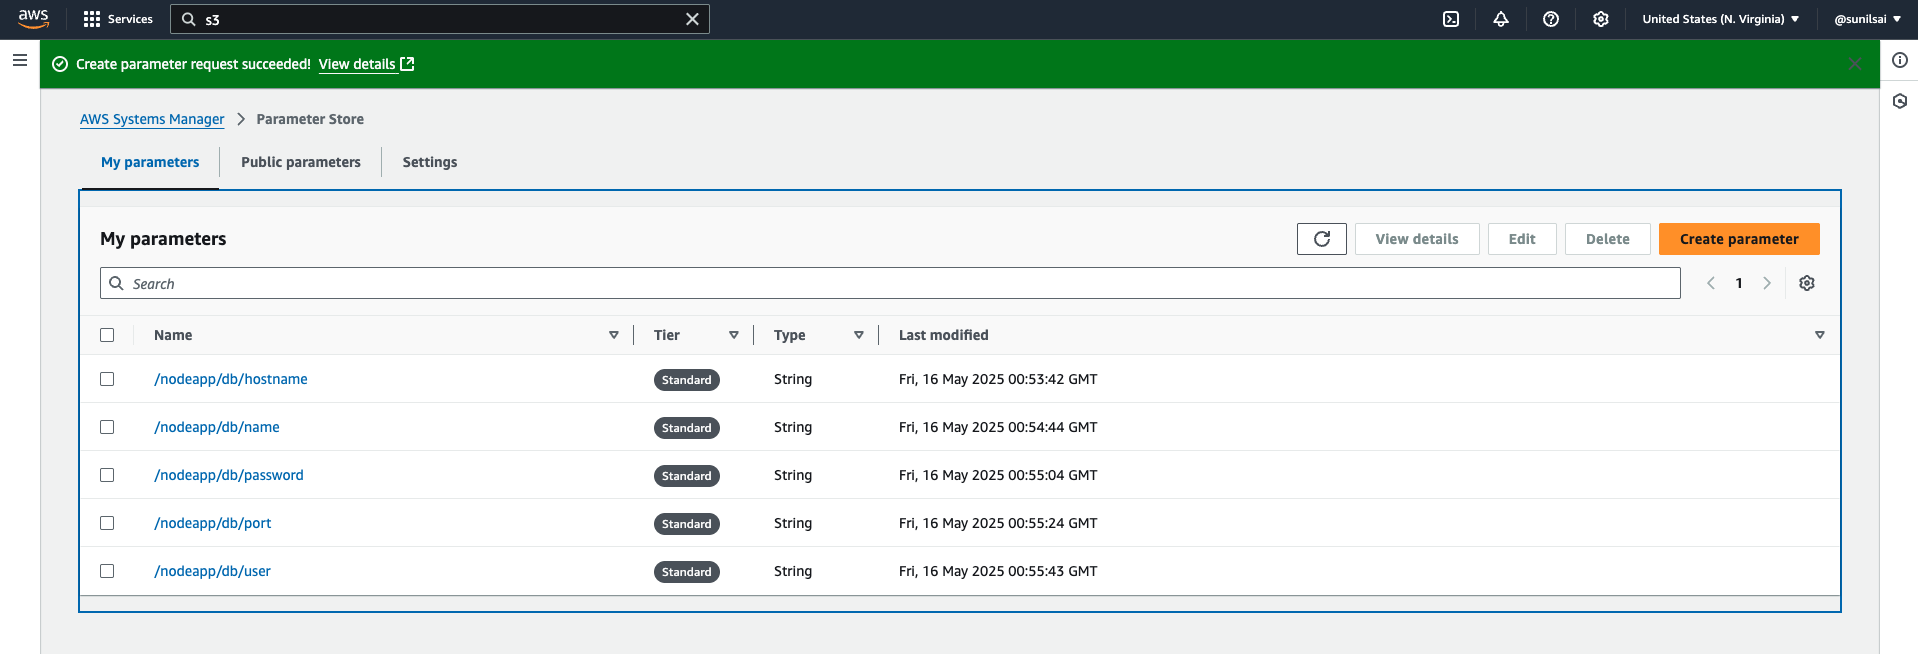 aws Services s3 United States (N. Virginia) @sunilsai
Create parameter request succeeded! View details
AWS Systems Manager Parameter Store
My parameters Public parameters Settings
My parameters View details Edit Delete Create parameter
Search 1
Name Tier Type Last modified
/nodeapp/db/hostname Standard String Fri, 16 May 2025 00:53:42 GMT
/nodeapp/db/name Standard String Fri, 16 May 2025 00:54:44 GMT
/nodeapp/db/password Standard String Fri, 16 May 2025 00:55:04 GMT
/nodeapp/db/port Standard String Fri, 16 May 2025 00:55:24 GMT
/nodeapp/db/user Standard String Fri, 16 May 2025 00:55:43 GMT